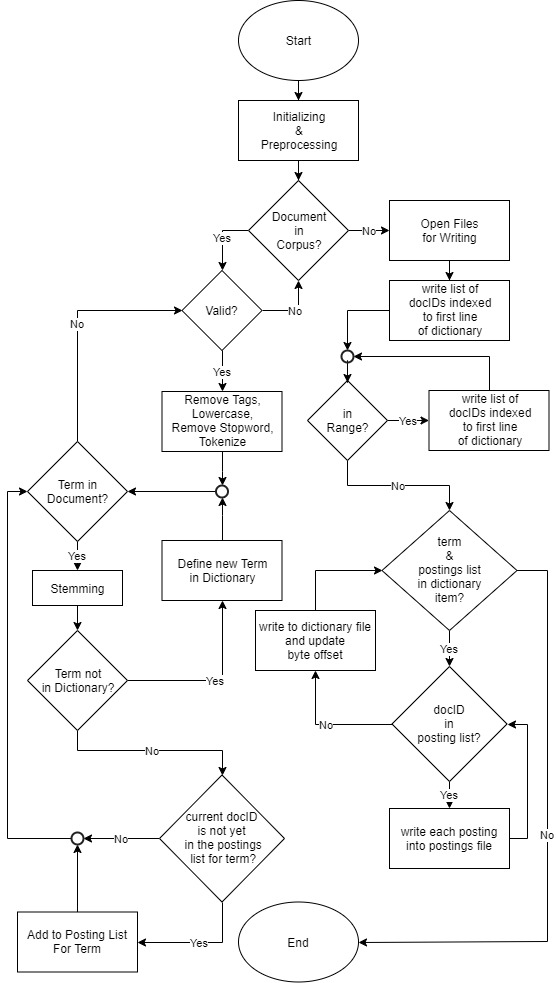 Start
Initializing
&
Preprocessing
Document
in
Corpus?
No
Open Files
for Writing
Yes
Valid?
No
write list of
docIDs indexed
to first line
of dictionary
No
Yes
Remove Tags,
Lowercase,
Remove Stopword,
Tokenize
in
Range?
Yes
write list of
docIDs indexed
to first line
of dictionary
Term in
Document?
No
Yes
Stemming
Define new Term
in Dictionary
term
&
postings list
in dictionary
item?
write to dictionary file
and update
byte offset
Yes
Term not
in Dictionary?
Yes
docID
in
posting list?
No
No
Yes
current docID
is not yet
in the postings
list for term?
No
write each posting
into postings file
No
Add to Posting List
For Term
Yes
End